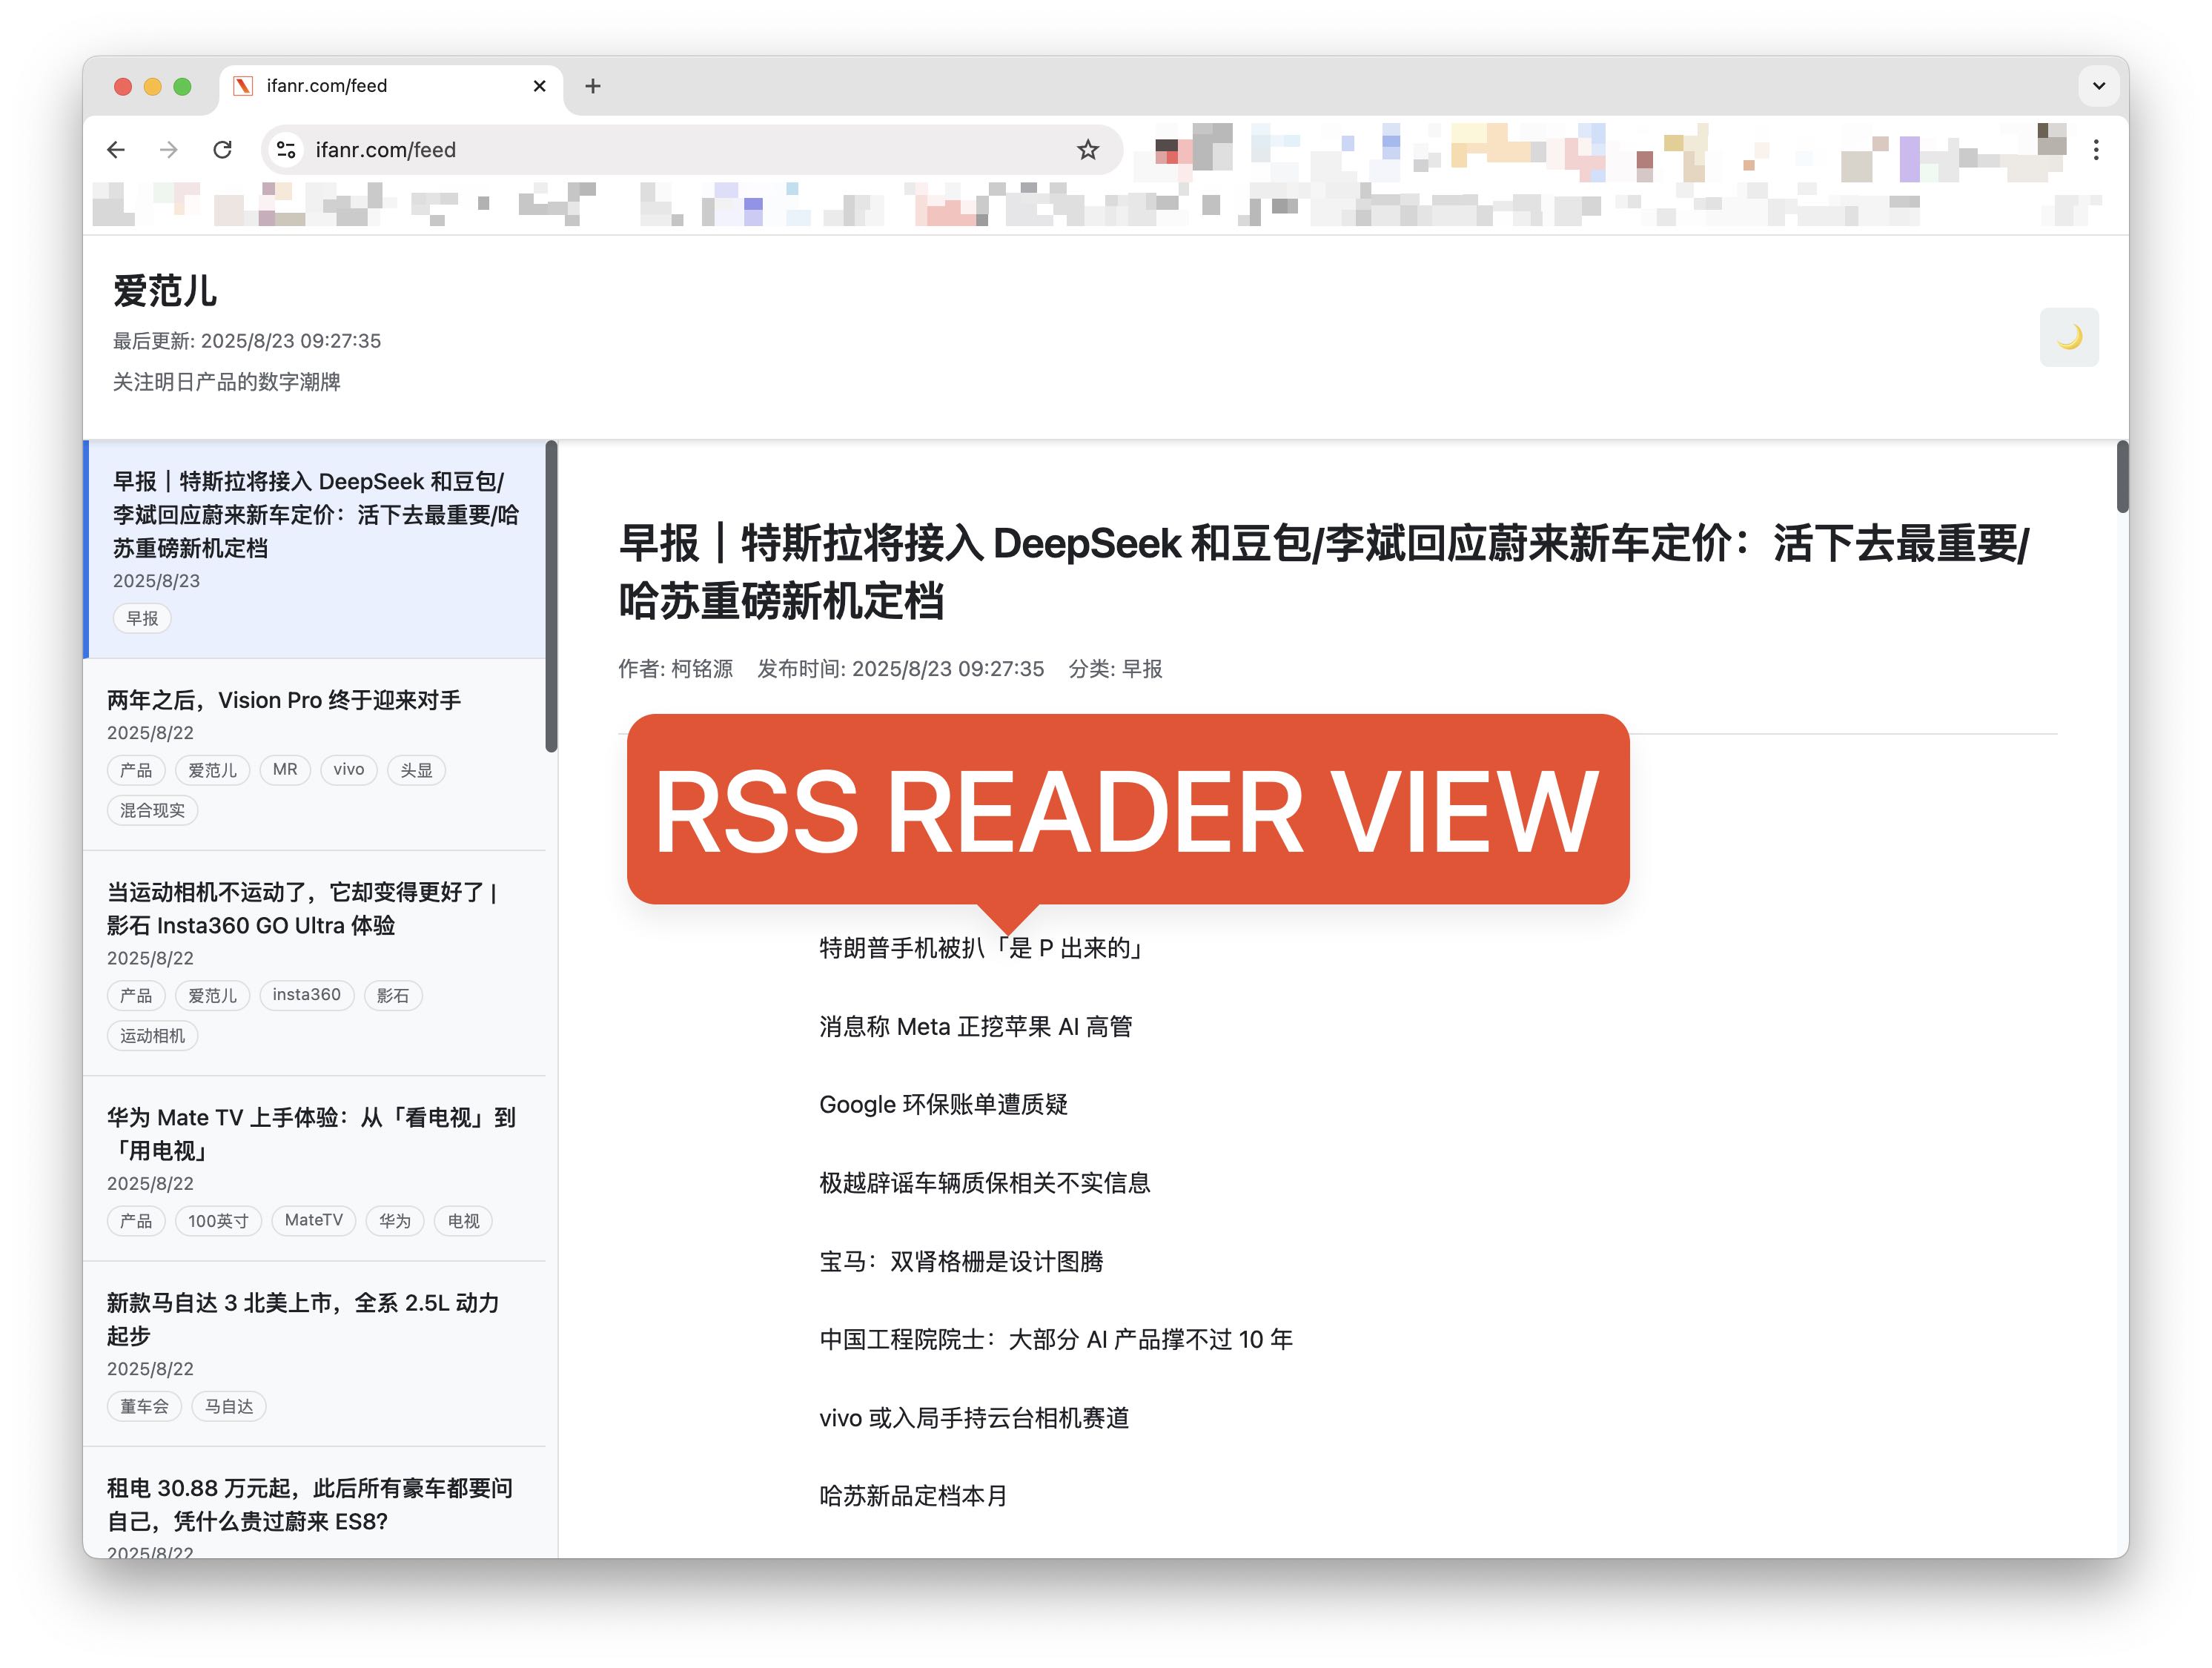 ifanr.com/feed
ifanr.com/feed
爱范儿
最后更新: 2025/8/23 09:27:35
关注明日产品的数字潮牌
早报｜特斯拉将接入 DeepSeek 和豆包/
李斌回应蔚来新车定价：活下去最重要/哈
苏重磅新机定档
2025/8/23
早报
两年之后，Vision Pro 终于迎来对手
2025/8/22
产品 爱范儿 MR vivo 头显
混合现实
当运动相机不运动了，它却变得更好了 |
影石 Insta360 GO Ultra 体验
2025/8/22
产品 爱范儿 insta360 影石
运动相机
华为 Mate TV 上手体验：从「看电视」到
「用电视」
2025/8/22
产品 100英寸 MateTV 华为 电视
新款马自达 3 北美上市，全系 2.5L 动力
起步
2025/8/22
董车会 马自达
租电 30.88 万元起，此后所有豪车都要问
自己，凭什么贵过蔚来 ES8?
2025/8/22
早报｜特斯拉将接入 DeepSeek 和豆包/李斌回应蔚来新车定价：活下去最重要/
哈苏重磅新机定档
作者: 柯铭源 发布时间: 2025/8/23 09:27:35 分类: 早报
RSS READER VIEW
特朗普手机被扒「是 P 出来的」
消息称 Meta 正挖苹果 AI 高管
Google 环保账单遭质疑
极越辟谣车辆质保相关不实信息
宝马：双肾格栅是设计图腾
中国工程院院士：大部分 AI 产品撑不过 10 年
vivo 或入局手持云台相机赛道
哈苏新品定档本月